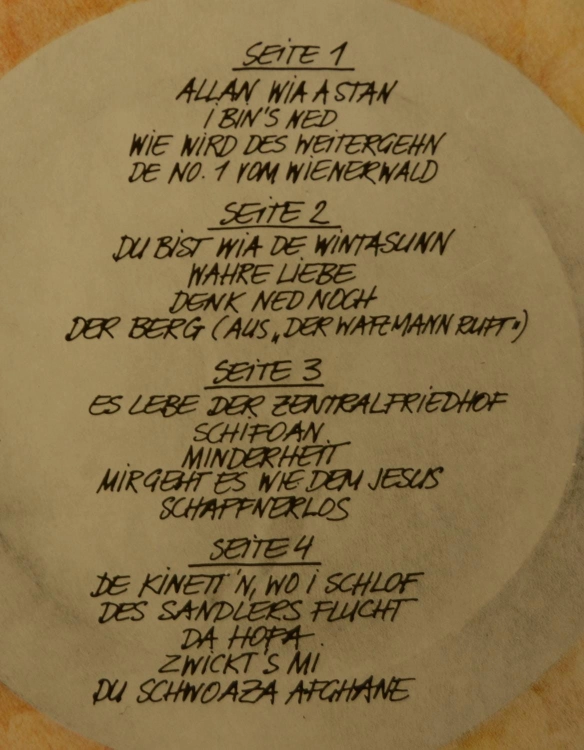 SEITE 1
ALLAN WIA A STAN
I BIN'S NED
WIE WIRD DES WEITERGEHN
DE NO. 1 VOM WIENERWALD
SEITE 2
DU BIST WIA DE WINTASUNN
WAHRE LIEBE
DENK NED NOCH
DER BERG (AUS „DER WATZMANN RUFT“)
SEITE 3
ES LEBE DER ZENTRALFRIEDHOF
SCHIFOAN
MINDERHEIT
MIR GEHT ES WIE DEM JESUS
SCHAFFNERLOS
SEITE 4
DE KINETT'N, WO I SCHLOF
DES SANDLERS FLUCHT
DA HOFA
ZWICKT'S MI
DU SCHWOAZA AFGHANE